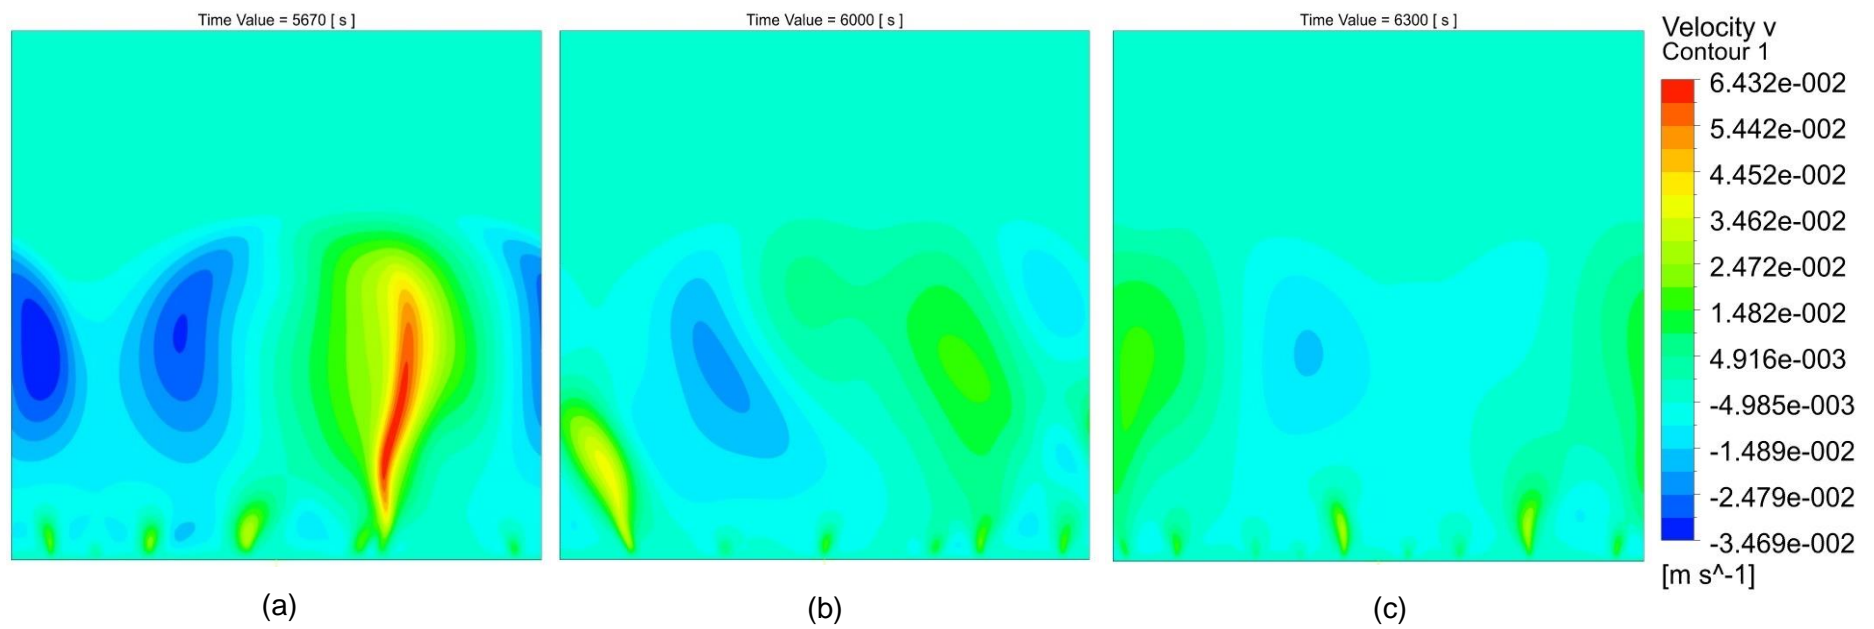 Time Value = 5670 [ s ]
Time Value = 6000 [ s ]
Time Value = 6300 [ s ]
Velocity v
Contour 1
6.432e-002
5.442e-002
4.452e-002
3.462e-002
2.472e-002
1.482e-002
4.916e-003
-4.985e-003
-1.489e-002
-2.479e-002
-3.469e-002
[m s^-1]
(a)
(b)
(c)